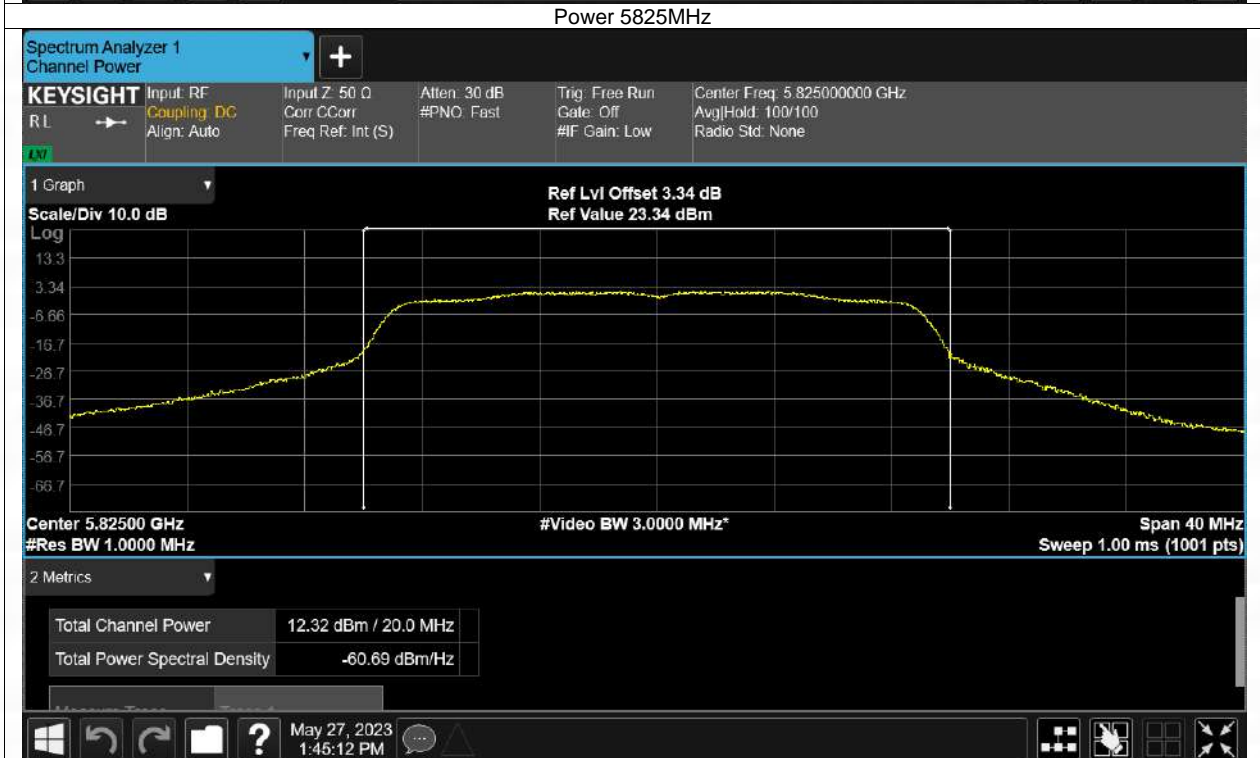 Power 5825MHz
Spectrum Analyzer 1
Channel Power
+
KEYSIGHT Input: RF Input Z: 50 Ω Atten: 30 dB Trig: Free Run Center Freq: 5.825000000 GHz
RL Coupling: DC Corr CCorr #PNO: Fast Gate: Off Avg|Hold: 100/100
Align: Auto Freq Ref: Int (S) #IF Gain: Low Radio Std: None
LXI
1 Graph Ref Lvl Offset 3.34 dB
Scale/Div 10.0 dB Ref Value 23.34 dBm
Log
13.3
3.34
-6.66
-16.7
-26.7
-36.7
-46.7
-56.7
-66.7
Center 5.82500 GHz #Video BW 3.0000 MHz* Span 40 MHz
#Res BW 1.0000 MHz Sweep 1.00 ms (1001 pts)
2 Metrics
Total Channel Power 12.32 dBm / 20.0 MHz
Total Power Spectral Density -60.69 dBm/Hz
? May 27, 2023
1:45:12 PM